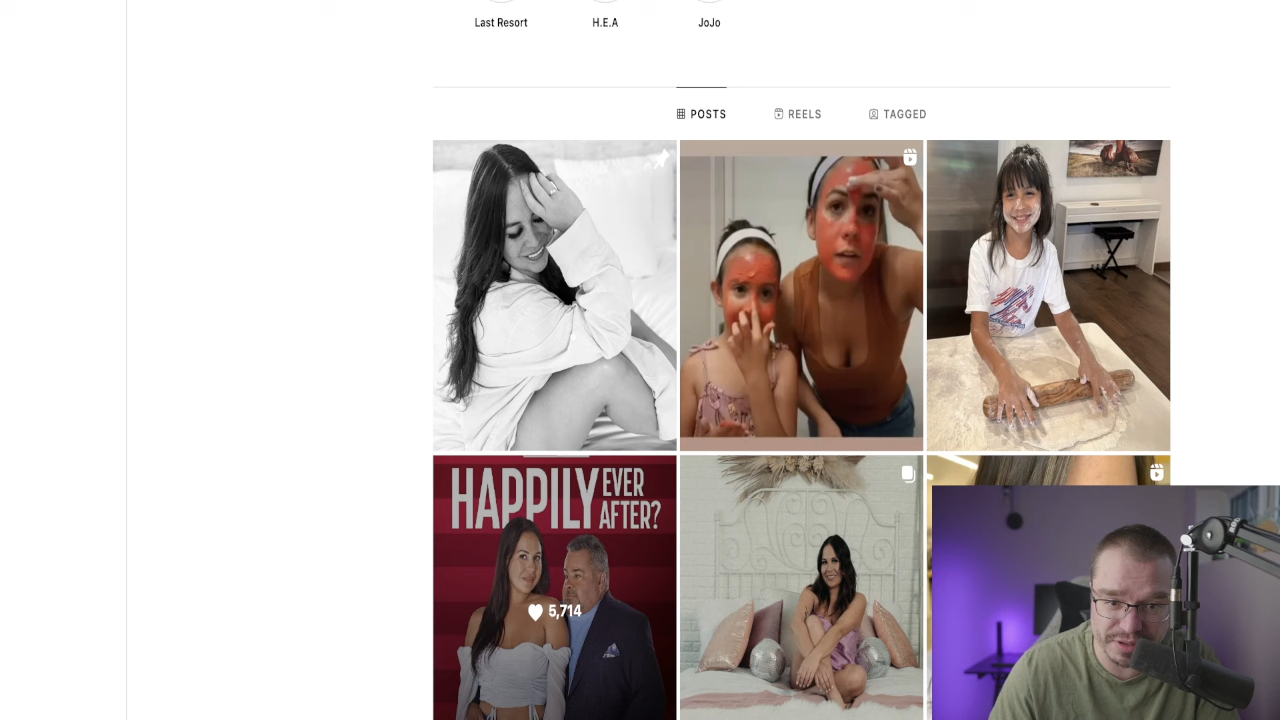 Last Resort
H.E.A
JoJo
POSTS
REELS
TAGGED
HAPPILY EVER AFTER?
5,714